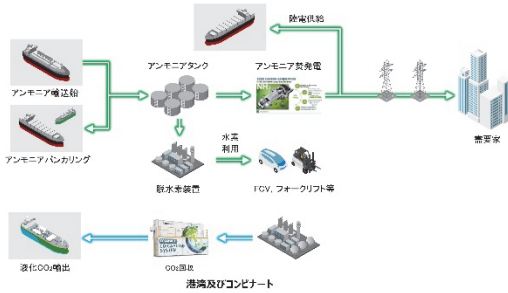 陸電供給
アンモニアタンク
アンモニア焚発電
アンモニア輸送船
NH₃
アンモニアバンカリング
水素
利用
需要家
脱水素装置
FCV, フォークリフト等
液化CO₂輸出
CO₂回収
港湾及びコンビナート